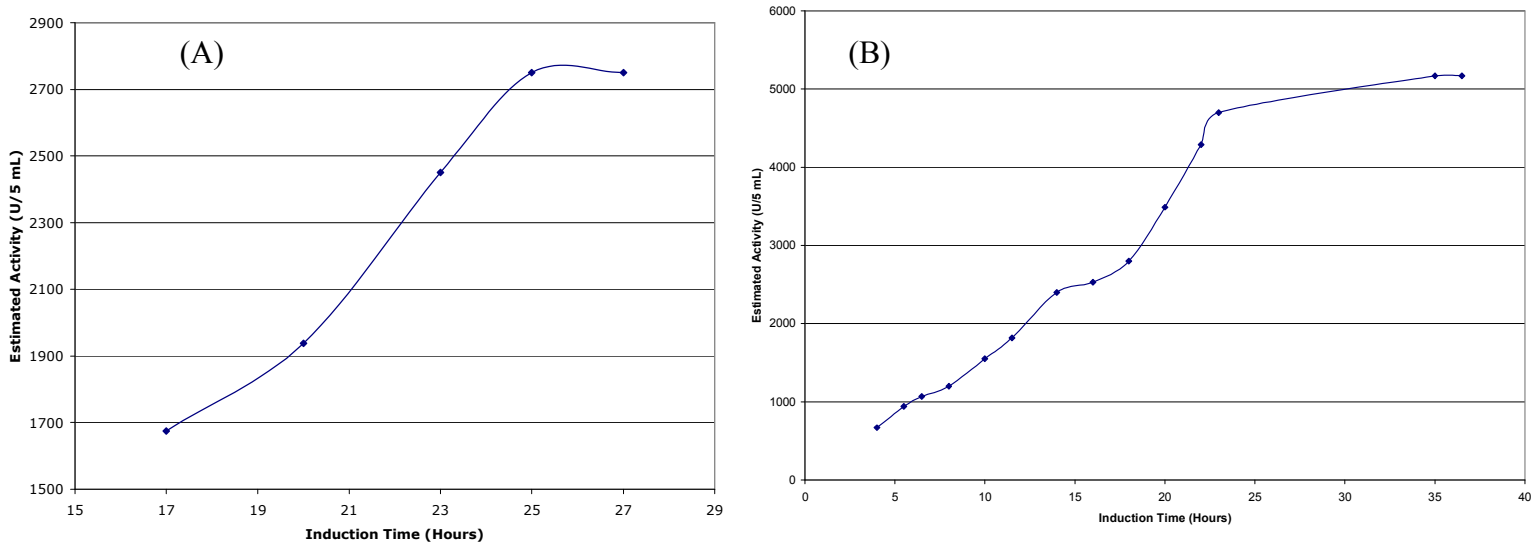 (A)
2900
2700
2500
2300
2100
1900
1700
1500
15 17 19 21 23 25 27 29
Estimated Activity (U/5 mL)
Induction Time (Hours)
(B)
6000
5000
4000
3000
2000
1000
0
0 5 10 15 20 25 30 35 40
Estimated Activity (U/5 mL)
Induction Time (Hours)